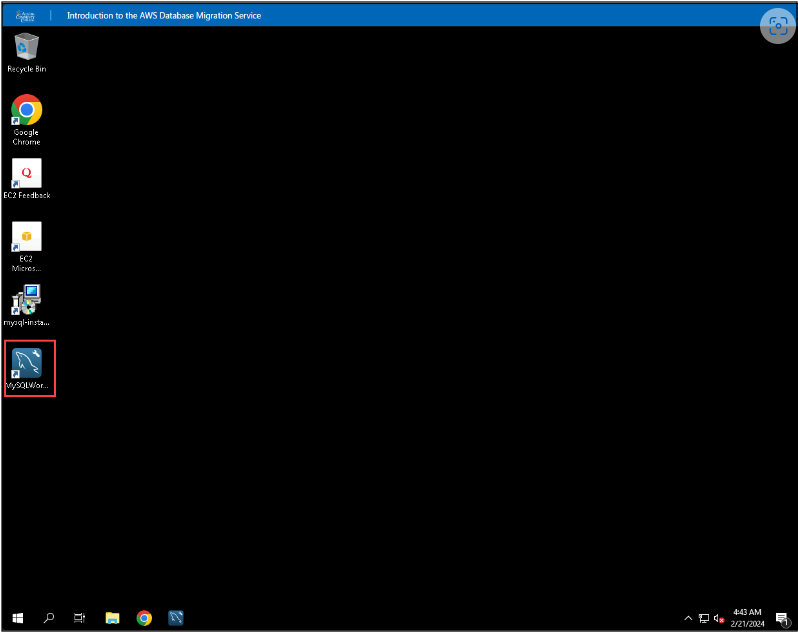 Introduction to the AWS Database Migration Service
Recycle Bin
Google
Chrome
Q
EC2 Feedback
EC2
Micros...
mysql-insta...
MySQLWor...
4:43 AM
2/21/2024
1